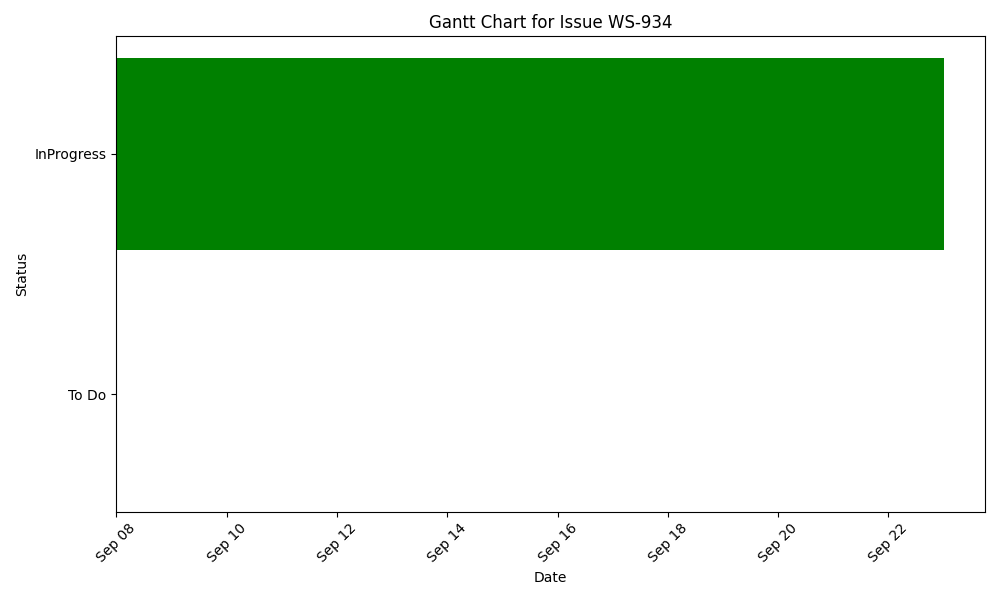 Gantt Chart for Issue WS-934
InProgress
To Do
Status
Sep 08
Sep 10
Sep 12
Sep 14
Sep 16
Sep 18
Sep 20
Sep 22
Date